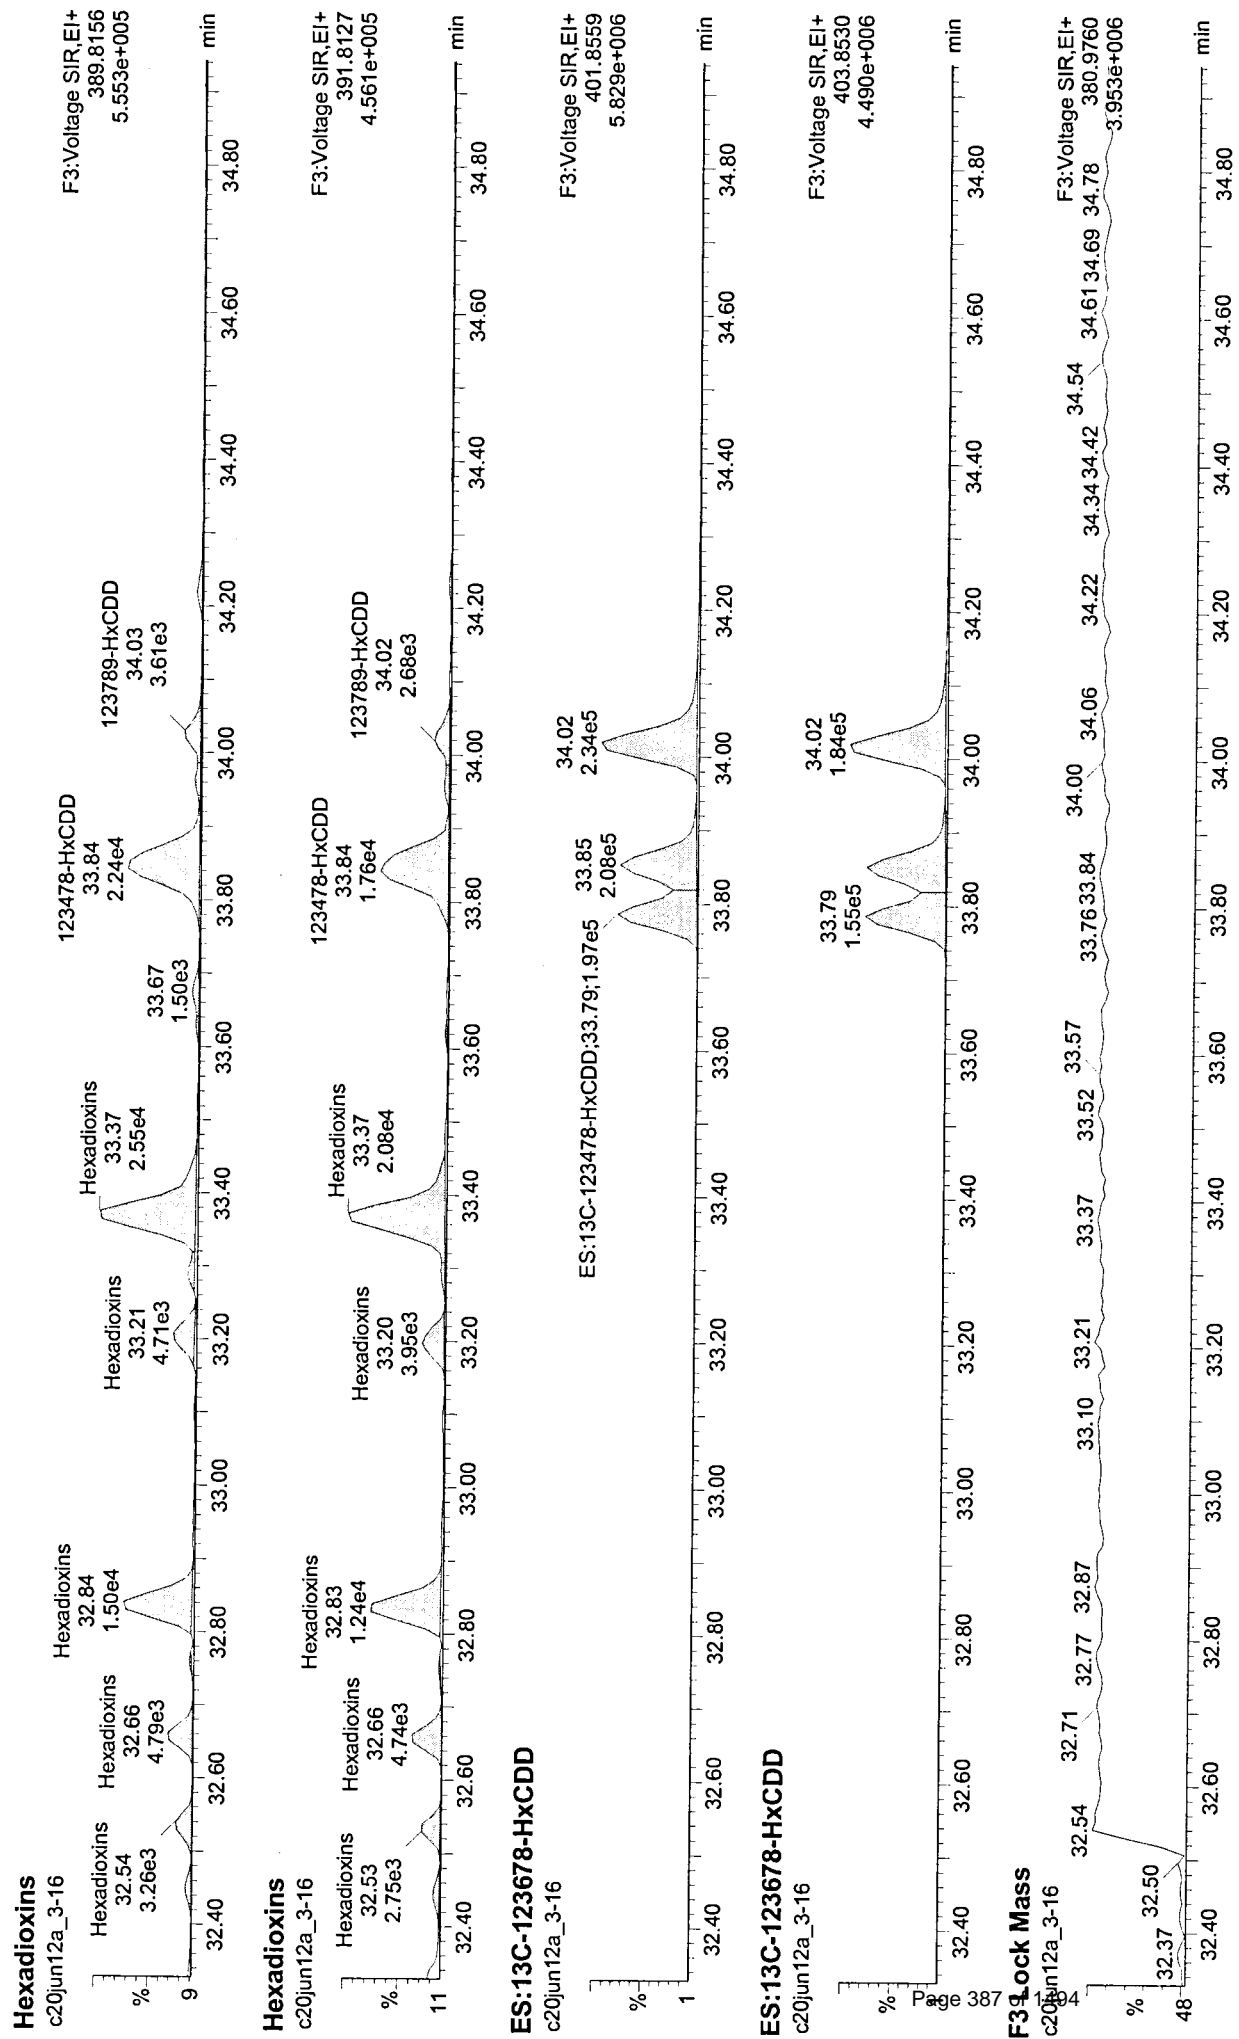 Hexadioxins
c20jun12a_3-16
F3:Voltage SIR,EI+
389.8156
5.553e+005
Hexadioxins
32.54
3.26e3
Hexadioxins
32.66
4.79e3
Hexadioxins
32.84
1.50e4
Hexadioxins
33.21
4.71e3
Hexadioxins
33.37
2.55e4
33.67
1.50e3
123478-HxCDD
33.84
2.24e4
123789-HxCDD
34.03
3.61e3
%
9
32.40 32.60 32.80 33.00 33.20 33.40 33.60 33.80 34.00 34.20 34.40 34.60 34.80 min
Hexadioxins
c20jun12a_3-16
F3:Voltage SIR,EI+
391.8127
4.561e+005
Hexadioxins
32.53
2.75e3
Hexadioxins
32.66
4.74e3
Hexadioxins
32.83
1.24e4
Hexadioxins
33.20
3.95e3
Hexadioxins
33.37
2.08e4
123478-HxCDD
33.84
1.76e4
123789-HxCDD
34.02
2.68e3
%
11
32.40 32.60 32.80 33.00 33.20 33.40 33.60 33.80 34.00 34.20 34.40 34.60 34.80 min
ES:13C-123678-HxCDD
c20jun12a_3-16
F3:Voltage SIR,EI+
401.8559
5.829e+006
ES:13C-123478-HxCDD;33.79;1.97e5
33.85
2.08e5
34.02
2.34e5
%
1
32.40 32.60 32.80 33.00 33.20 33.40 33.60 33.80 34.00 34.20 34.40 34.60 34.80 min
ES:13C-123678-HxCDD
c20jun12a_3-16
F3:Voltage SIR,EI+
403.8530
4.490e+006
33.79
1.55e5
34.02
1.84e5
%
32.40 32.60 32.80 33.00 33.20 33.40 33.60 33.80 34.00 34.20 34.40 34.60 34.80 min
F3 Lock Mass
c20jun12a_3-16
F3:Voltage SIR,EI+
380.9760
3.953e+006
32.37 32.50 32.54 32.71 32.77 32.87 33.10 33.21 33.37 33.52 33.57 33.76 33.84 34.00 34.06 34.22 34.34 34.42 34.54 34.61 34.69 34.78
%
48
32.40 32.60 32.80 33.00 33.20 33.40 33.60 33.80 34.00 34.20 34.40 34.60 34.80 min
Page 387